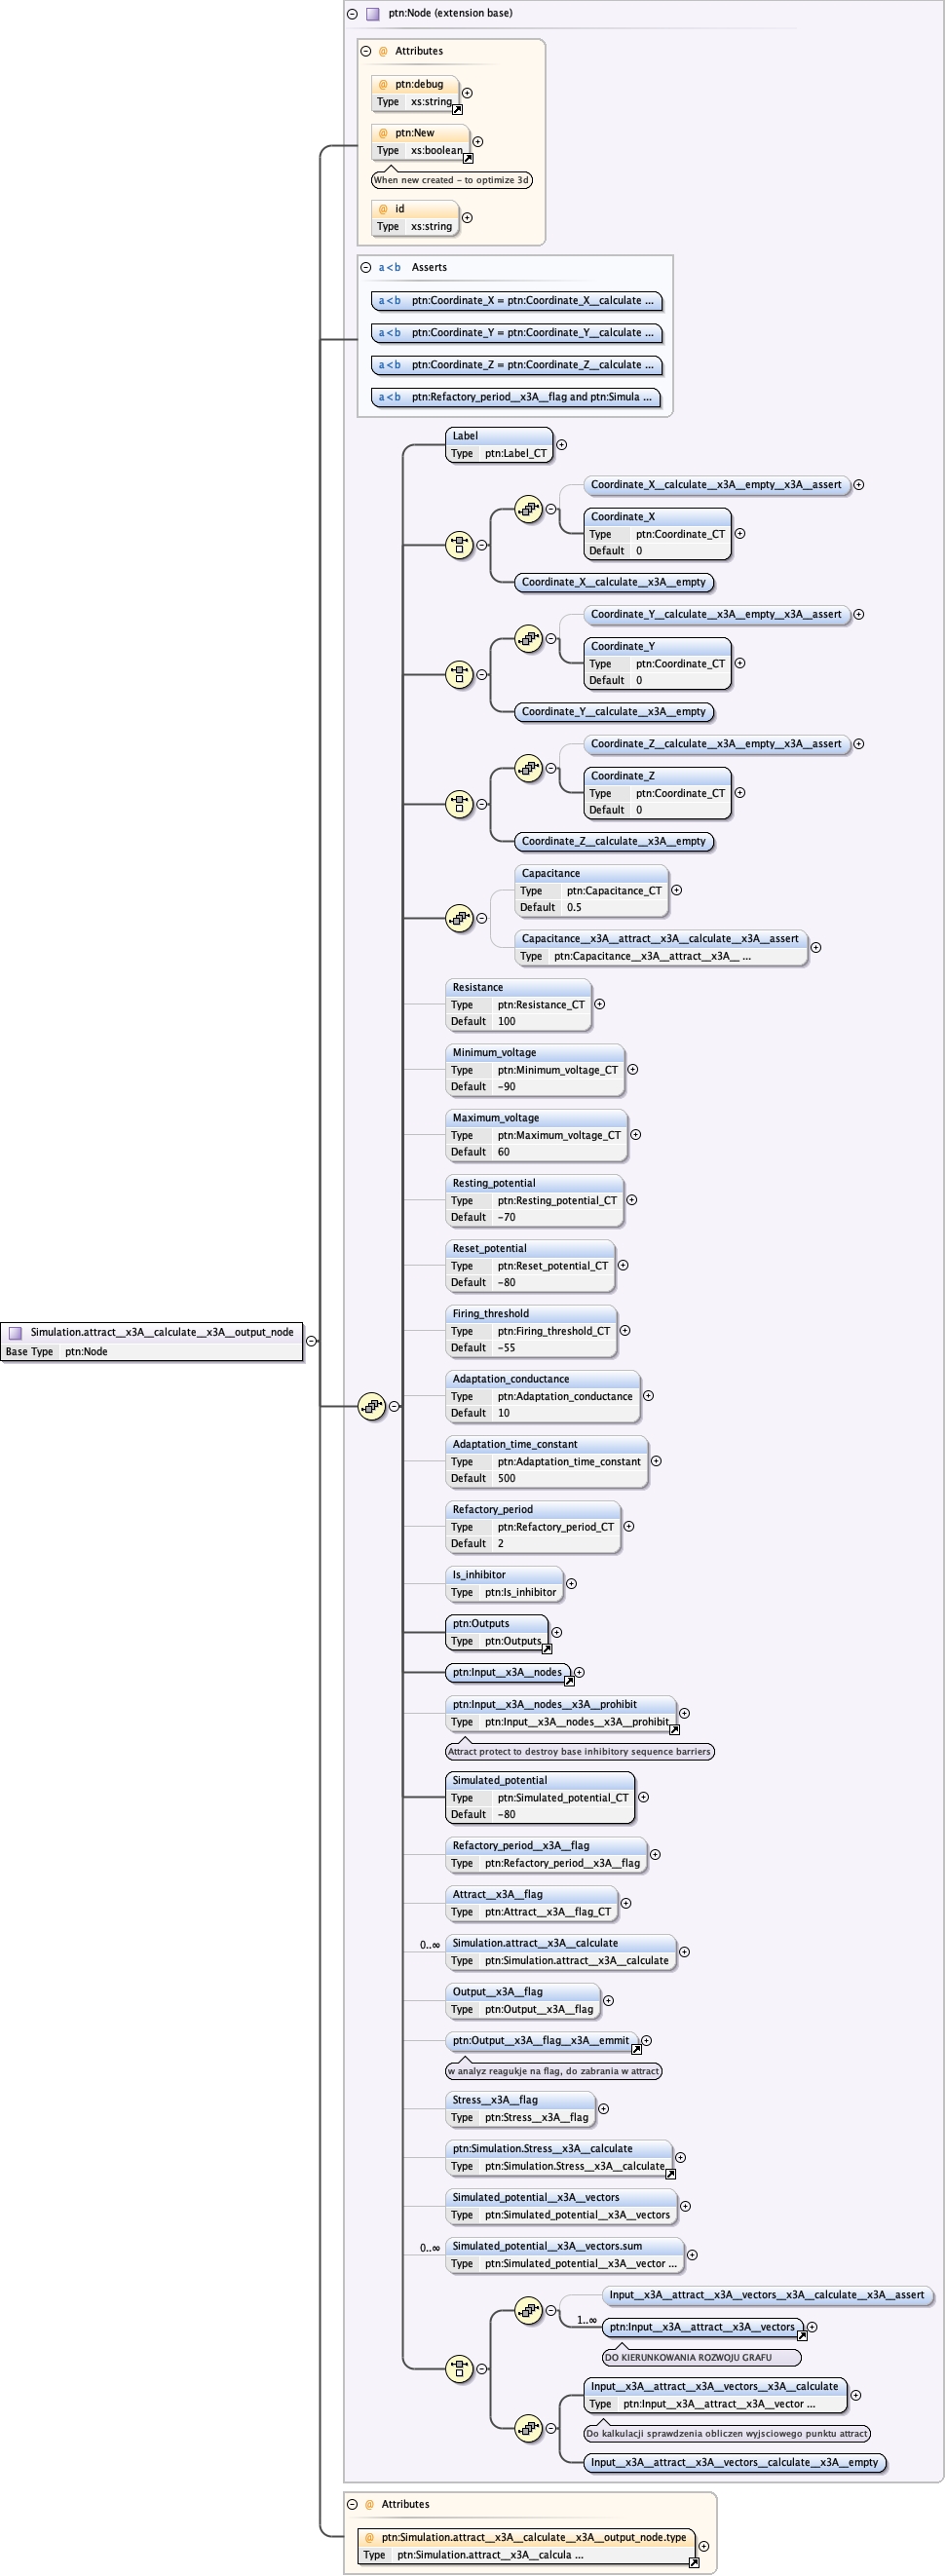 ptn:Node (extension base)
@ Attributes
@ ptn:debug
Type xs:string
@ ptn:New
Type xs:boolean
When new created - to optimize 3d
@ id
Type xs:string
a<b Asserts
a<b ptn:Coordinate_X = ptn:Coordinate_X__calculate ...
a<b ptn:Coordinate_Y = ptn:Coordinate_Y__calculate ...
a<b ptn:Coordinate_Z = ptn:Coordinate_Z__calculate ...
a<b ptn:Refactory_period__x3A__flag and ptn:Simula ...
Label
Type ptn:Label_CT
Coordinate_X__calculate__x3A__empty__x3A__assert
Coordinate_X
Type ptn:Coordinate_CT
Default 0
Coordinate_X__calculate__x3A__empty
Coordinate_Y__calculate__x3A__empty__x3A__assert
Coordinate_Y
Type ptn:Coordinate_CT
Default 0
Coordinate_Y__calculate__x3A__empty
Coordinate_Z__calculate__x3A__empty__x3A__assert
Coordinate_Z
Type ptn:Coordinate_CT
Default 0
Coordinate_Z__calculate__x3A__empty
Capacitance
Type ptn:Capacitance_CT
Default 0.5
Capacitance__x3A__attract__x3A__calculate__x3A__assert
Type ptn:Capacitance__x3A__attract__x3A__ ...
Resistance
Type ptn:Resistance_CT
Default 100
Minimum_voltage
Type ptn:Minimum_voltage_CT
Default -90
Maximum_voltage
Type ptn:Maximum_voltage_CT
Default 60
Resting_potential
Type ptn:Resting_potential_CT
Default -70
Reset_potential
Type ptn:Reset_potential_CT
Default -80
Firing_threshold
Type ptn:Firing_threshold_CT
Default -55
Simulation.attract__x3A__calculate__x3A__output_node
Base Type ptn:Node
Adaptation_conductance
Type ptn:Adaptation_conductance
Default 10
Adaptation_time_constant
Type ptn:Adaptation_time_constant
Default 500
Refactory_period
Type ptn:Refactory_period_CT
Default 2
Is_inhibitor
Type ptn:Is_inhibitor
ptn:Outputs
Type ptn:Outputs
ptn:Input__x3A__nodes
ptn:Input__x3A__nodes__x3A__prohibit
Type ptn:Input__x3A__nodes__x3A__prohibit
Attract protect to destroy base inhibitory sequence barriers
Simulated_potential
Type ptn:Simulated_potential_CT
Default -80
Refactory_period__x3A__flag
Type ptn:Refactory_period__x3A__flag
Attract__x3A__flag
Type ptn:Attract__x3A__flag_CT
0..∞
Simulation.attract__x3A__calculate
Type ptn:Simulation.attract__x3A__calculate
Output__x3A__flag
Type ptn:Output__x3A__flag
ptn:Output__x3A__flag__x3A__emmit
w analyz reagukje na flag, do zabrania w attract
Stress__x3A__flag
Type ptn:Stress__x3A__flag
ptn:Simulation.Stress__x3A__calculate
Type ptn:Simulation.Stress__x3A__calculate
Simulated_potential__x3A__vectors
Type ptn:Simulated_potential__x3A__vectors
0..∞
Simulated_potential__x3A__vectors.sum
Type ptn:Simulated_potential__x3A__vector ...
Input__x3A__attract__x3A__vectors__x3A__calculate__x3A__assert
1..∞
ptn:Input__x3A__attract__x3A__vectors
DO KIERUNKOWANIA ROZWOJU GRAFU
Input__x3A__attract__x3A__vectors__x3A__calculate
Type ptn:Input__x3A__attract__x3A__vector ...
Do kalkulacji sprawdzenia obliczen wyjsciowego punktu attract
Input__x3A__attract__x3A__vectors__calculate__x3A__empty
@ Attributes
@ ptn:Simulation.attract__x3A__calculate__x3A__output_node.type
Type ptn:Simulation.attract__x3A__calcula ...